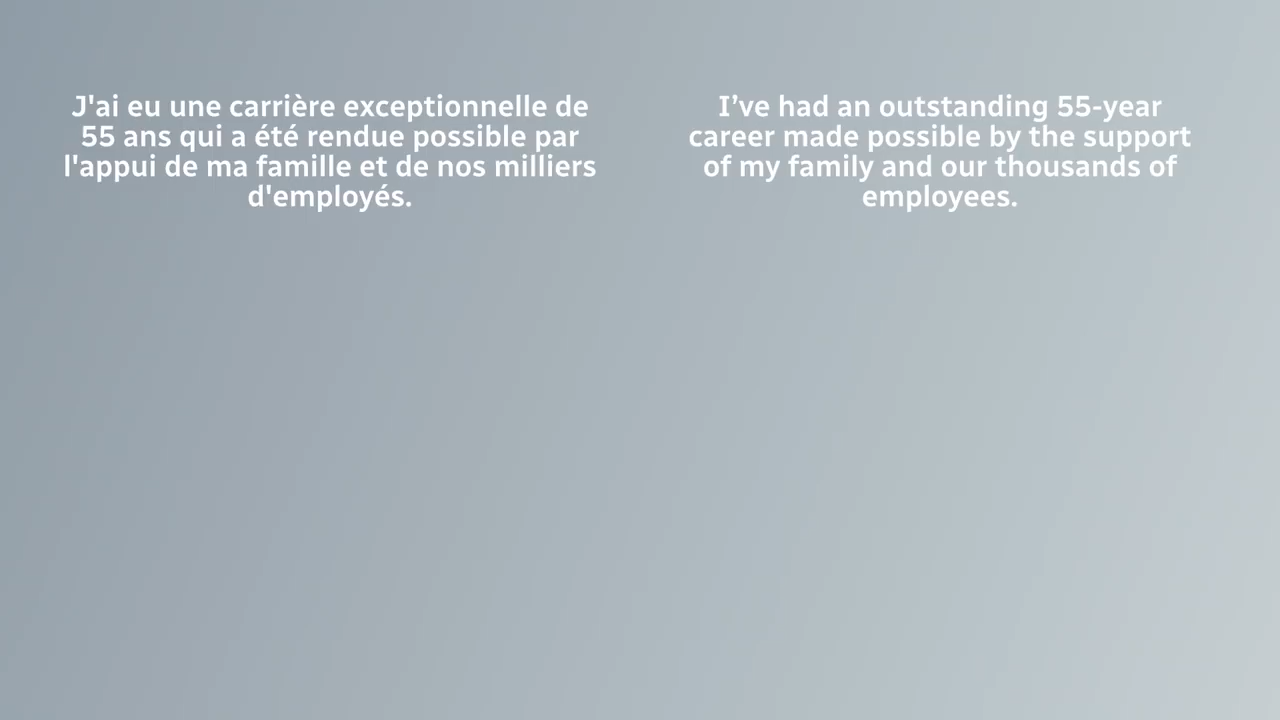 J'ai eu une carrière exceptionnelle de
55 ans qui a été rendue possible par
l'appui de ma famille et de nos milliers
d'employés.
I’ve had an outstanding 55-year
career made possible by the support
of my family and our thousands of
employees.